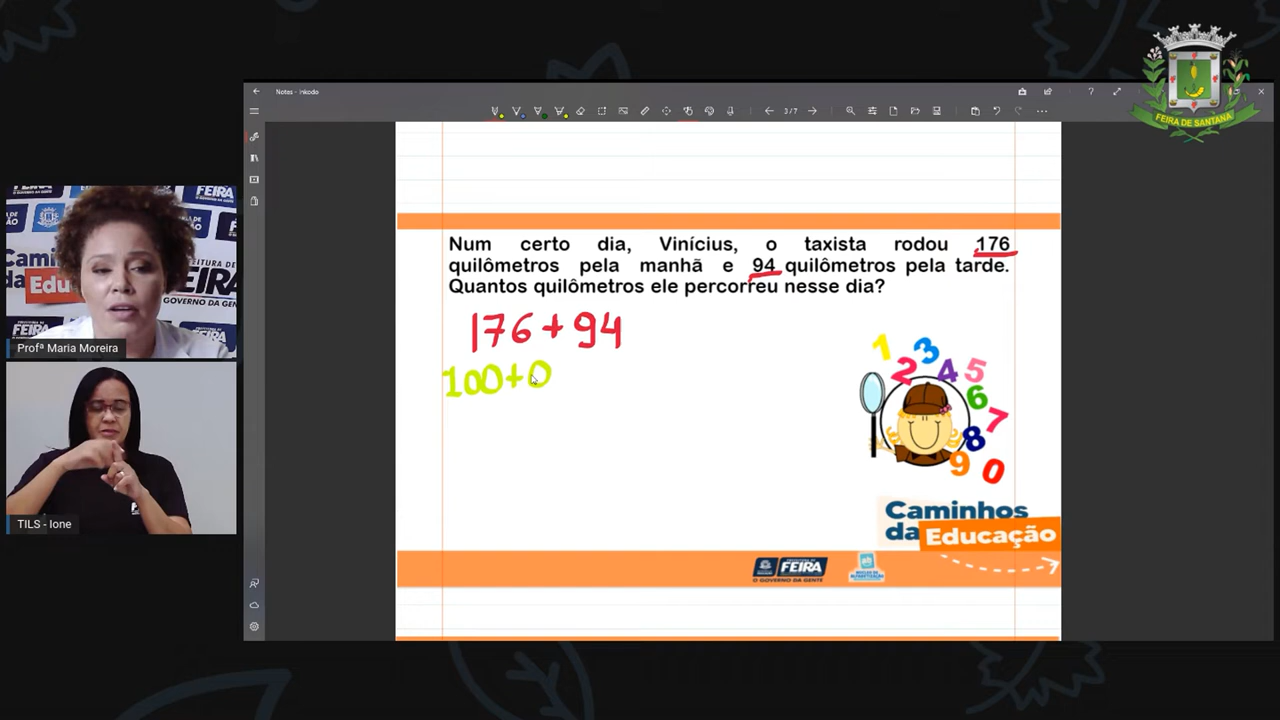 FEIRA DE SANTANA
Notes - Inkodo
3/7
Num certo dia, Vinícius, o taxista rodou 176
quilômetros pela manhã e 94 quilômetros pela tarde.
Quantos quilômetros ele percorreu nesse dia?
176+94
100+0
1 2 3 4 5 6 7 8 9 0
Caminhos
da Educação
FEIRA
O GOVERNO DA GENTE
FEIRA
Edu
EIRA
GOVERNO DA GENTE
Profª Maria Moreira
TILS - Ione